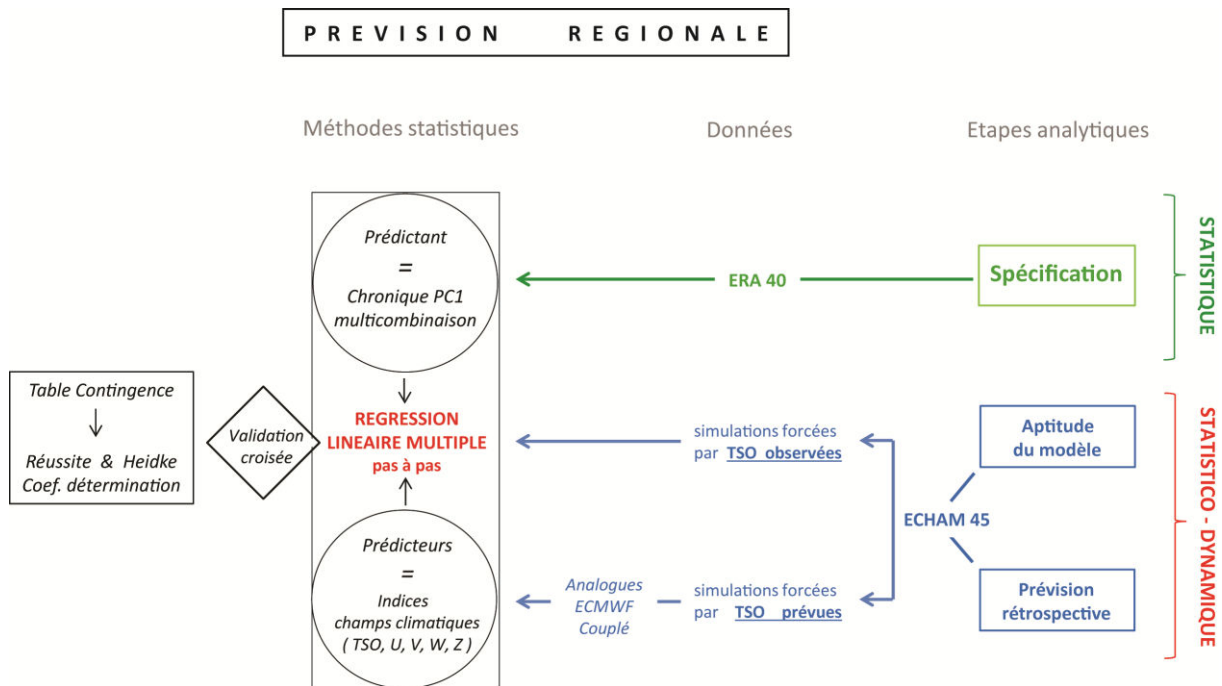 PREVISION REGIONALE
Méthodes statistiques
Données
Etapes analytiques
Prédictant
=
Chronique PC1
multicombinaison
ERA 40
Spécification
STATISTIQUE
Table Contingence
Réussite & Heidke
Coef. détermination
Validation
croisée
REGRESSION
LINEAIRE MULTIPLE
pas à pas
simulations forcées
par TSO observées
Aptitude
du modèle
ECHAM 45
STATISTICO - DYNAMIQUE
Prédicteurs
=
Indices
champs climatiques
( TSO, U, V, W, Z )
Analogues
ECMWF
Couplé
simulations forcées
par TSO prévues
Prévision
rétrospective